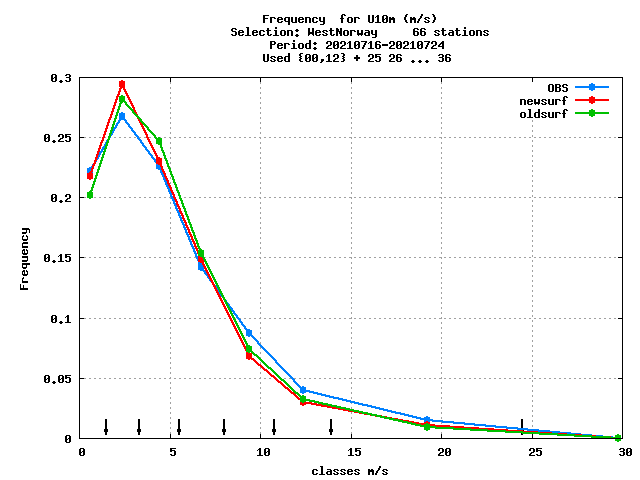 Frequency  for U10m (m/s)
Selection: WestNorway     66 stations
Period: 20210716-20210724
Used {00,12} + 25 26 ... 36
OBS
newsurf
oldsurf
0.3
0.25
0.2
0.15
0.1
0.05
0
Frequency
0 5 10 15 20 25 30
classes m/s